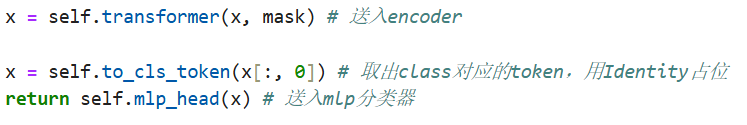 x = self.transformer(x, mask) # 送入encoder
x = self.to_cls_token(x[:, 0]) # 取出class对应的token，用Identity占位
return self.mlp_head(x) # 送入mlp分类器